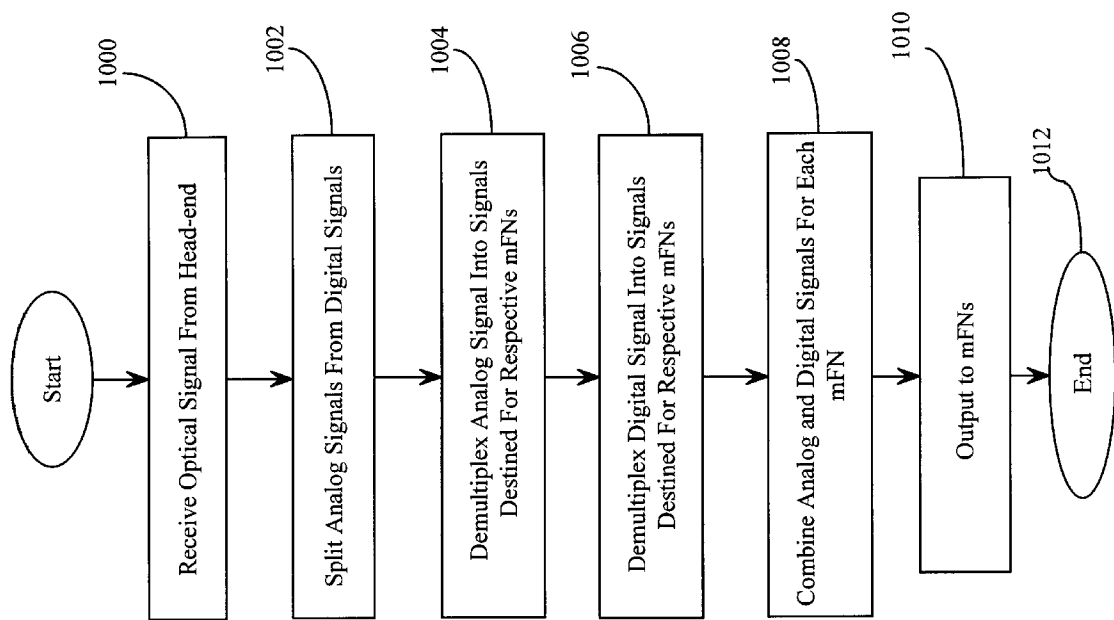 Start
Receive Optical Signal From Head-end
1000
Split Analog Signals From Digital Signals
1002
Demultiplex Analog Signal Into Signals
Destined For Respective mFNs
1004
Demultiplex Digital Signal Into Signals
Destined For Respective mFNs
1006
Combine Analog and Digital Signals For Each
mFN
1008
Output to mFNs
1010
End
1012